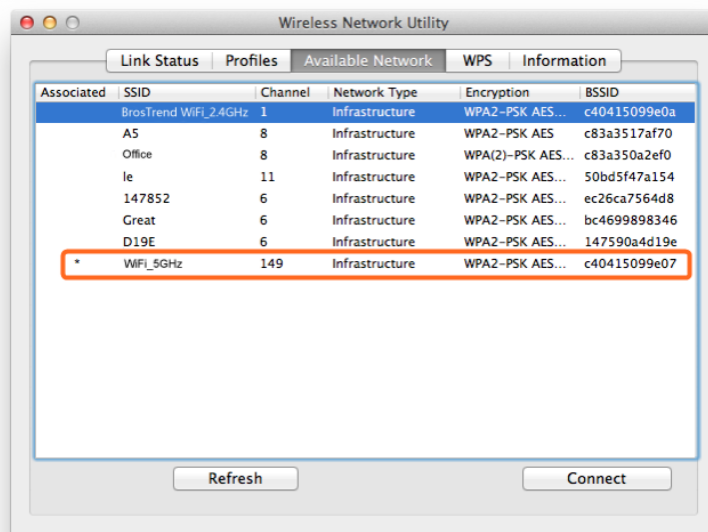 Wireless Network Utility
Link Status Profiles Available Network WPS Information
Associated SSID Channel Network Type Encryption BSSID
BrosTrend WiFi_2.4GHz 1 Infrastructure WPA2-PSK AES... c40415099e0a
A5 8 Infrastructure WPA2-PSK AES c83a3517af70
Office 8 Infrastructure WPA(2)-PSK AES... c83a350a2ef0
le 11 Infrastructure WPA2-PSK AES... 50bd5f47a154
147852 6 Infrastructure WPA2-PSK AES... ec26ca7564d8
Great 6 Infrastructure WPA2-PSK AES... bc4699898346
D19E 6 Infrastructure WPA2-PSK AES... 147590a4d19e
* WiFi_5GHz 149 Infrastructure WPA2-PSK AES... c40415099e07
Refresh Connect